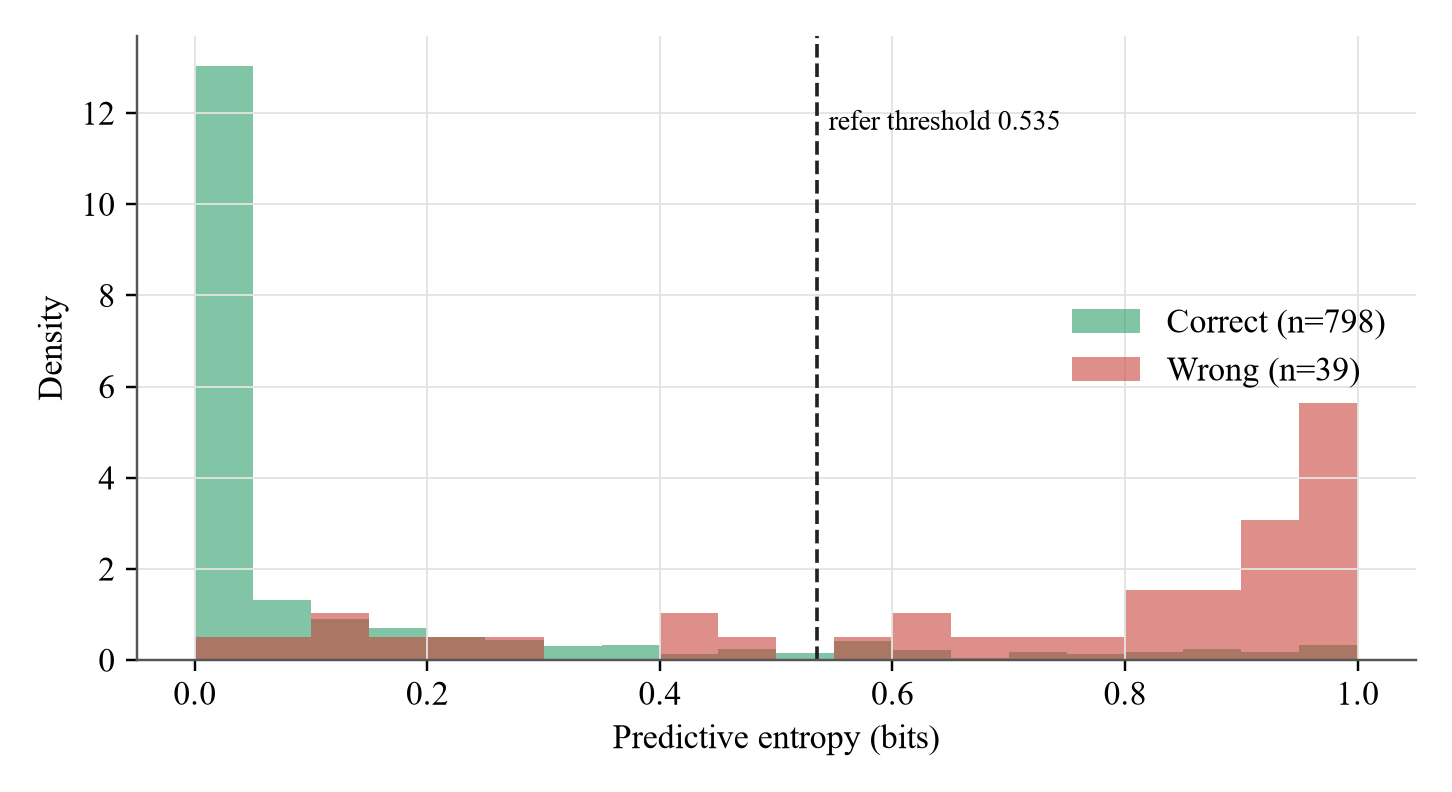 12
10
8
6
4
2
0
Density
refer threshold 0.535
Correct (n=798)
Wrong (n=39)
0.0 0.2 0.4 0.6 0.8 1.0
Predictive entropy (bits)